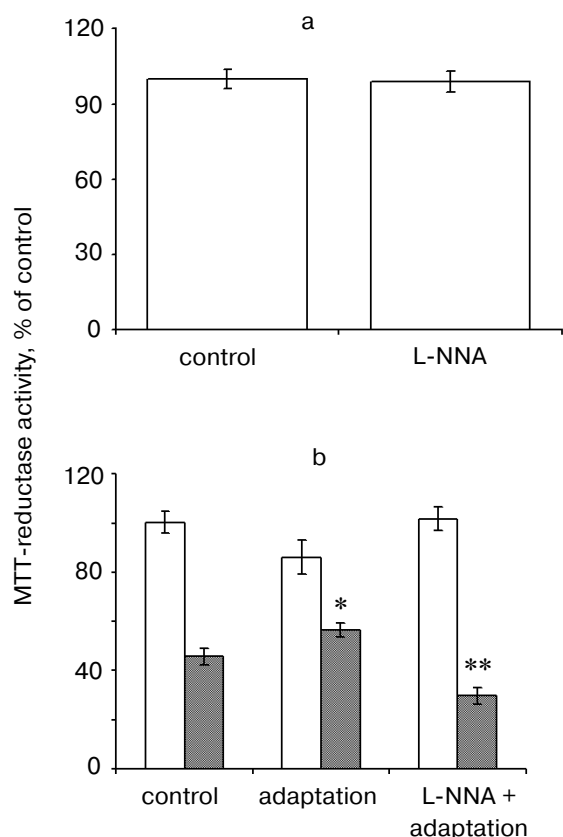 MTT-reductase activity, % of control
a
120
90
60
30
0
control L-NNA
b
120
80
40
0
*
**
control adaptation L-NNA +
adaptation